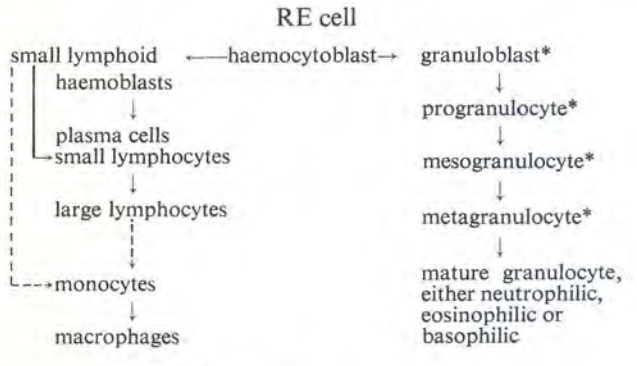 RE cell
small lymphoid ←haemocytoblast→ granuloblast*
haemoblasts
↓
plasma cells
small lymphocytes
↓
large lymphocytes
↓
monocytes
↓
macrophages
↓
progranulocyte*
↓
mesogranulocyte*
↓
metagranulocyte*
↓
mature granulocyte,
either neutrophilic,
eosinophilic or
basophilic